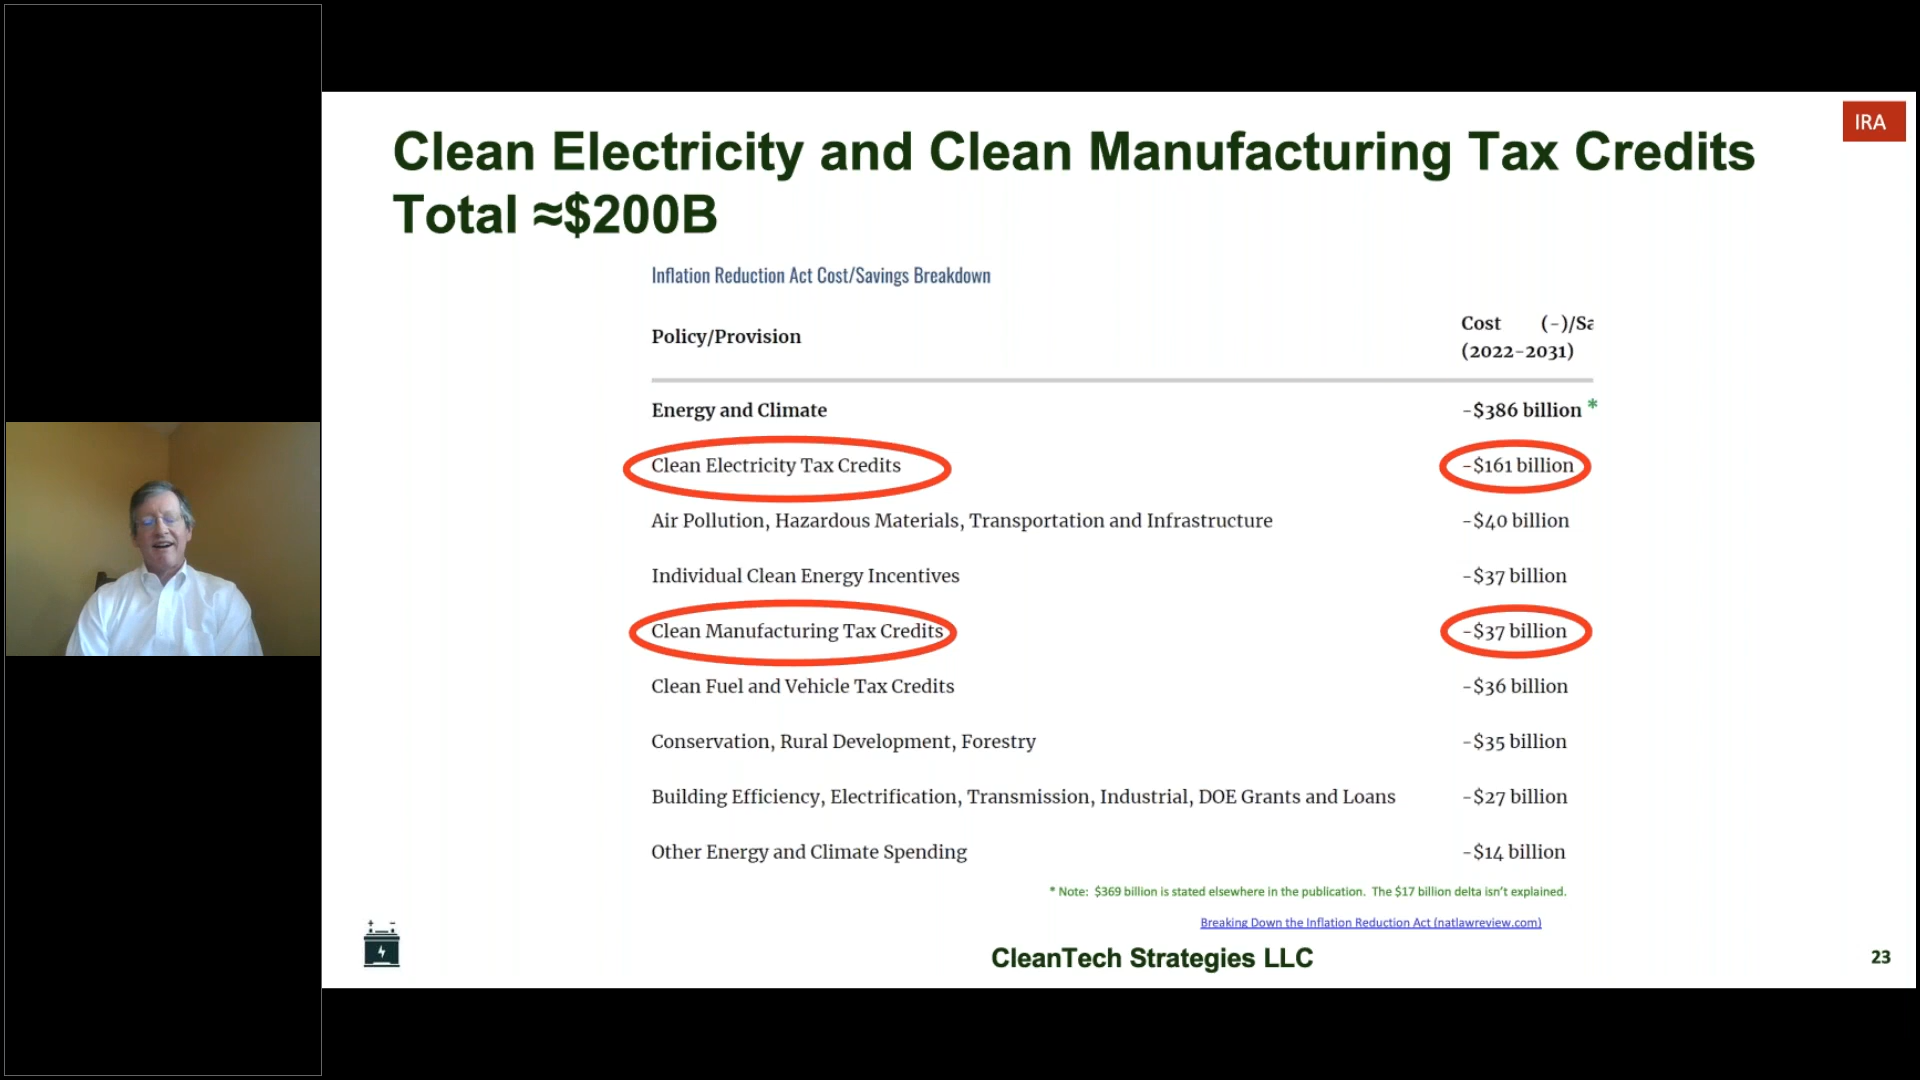 IRA
Clean Electricity and Clean Manufacturing Tax Credits
Total ≈$200B
Inflation Reduction Act Cost/Savings Breakdown
Policy/Provision
Cost (-)/Sa
(2022-2031)
Energy and Climate -$386 billion *
Clean Electricity Tax Credits -$161 billion
Air Pollution, Hazardous Materials, Transportation and Infrastructure -$40 billion
Individual Clean Energy Incentives -$37 billion
Clean Manufacturing Tax Credits -$37 billion
Clean Fuel and Vehicle Tax Credits -$36 billion
Conservation, Rural Development, Forestry -$35 billion
Building Efficiency, Electrification, Transmission, Industrial, DOE Grants and Loans -$27 billion
Other Energy and Climate Spending -$14 billion
* Note: $369 billion is stated elsewhere in the publication. The $17 billion delta isn't explained.
Breaking Down the Inflation Reduction Act (natlawreview.com)
CleanTech Strategies LLC
23